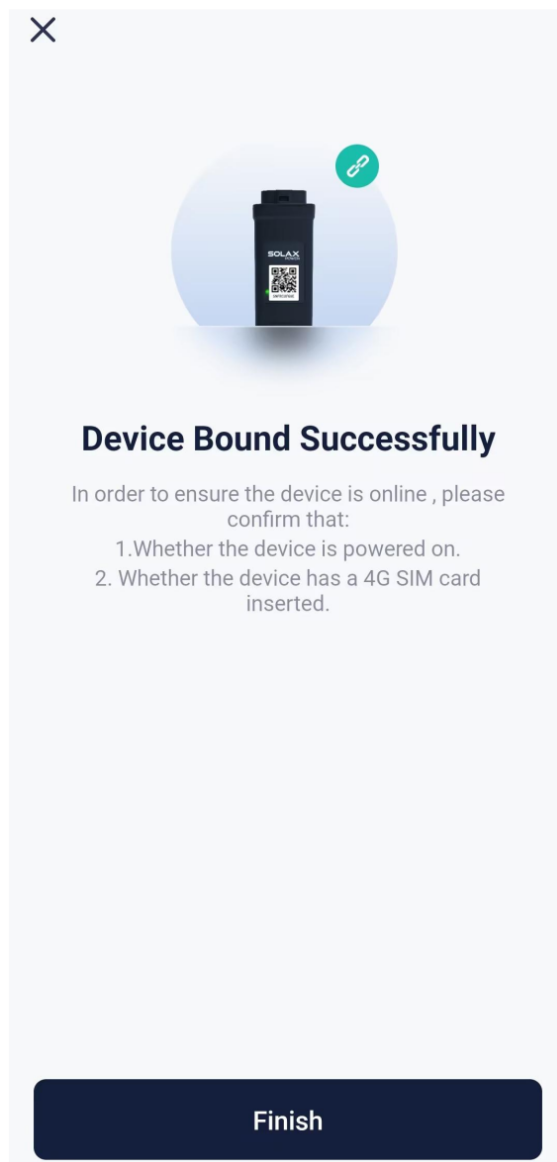 SOLAX
POWER
Device Bound Successfully
In order to ensure the device is online , please
confirm that:
1.Whether the device is powered on.
2. Whether the device has a 4G SIM card
inserted.
Finish